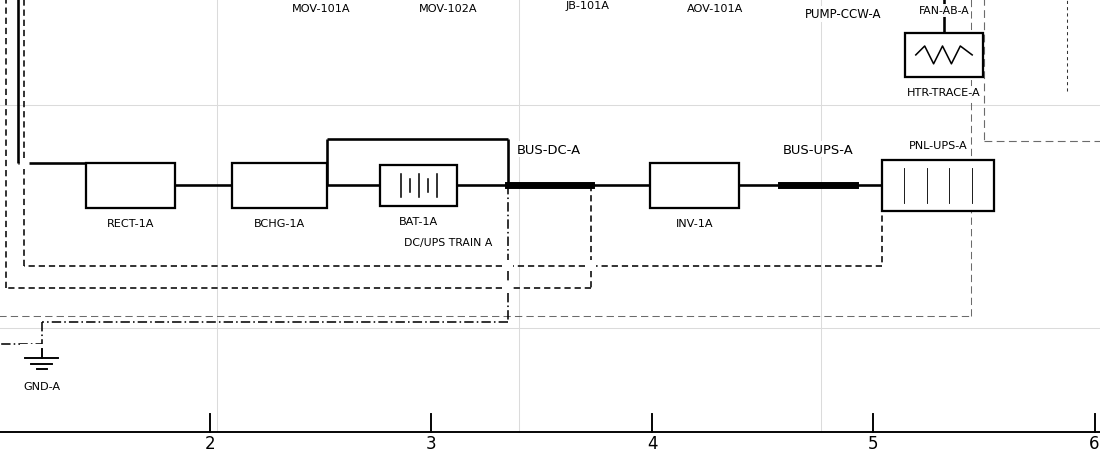 MOV-101A MOV-102A JB-101A AOV-101A PUMP-CCW-A FAN-AB-A
HTR-TRACE-A
BUS-DC-A BUS-UPS-A PNL-UPS-A
RECT-1A BCHG-1A BAT-1A INV-1A
DC/UPS TRAIN A
GND-A
2 3 4 5 6